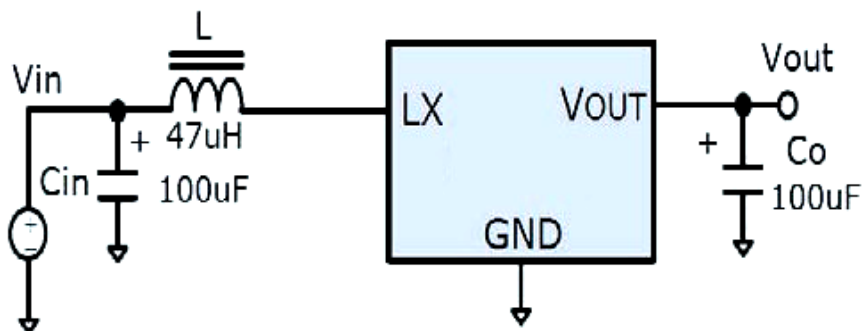 L
Vin
Vout
LX
VOUT
+
47uH
+
Co
Cin
100uF
100uF
GND
+